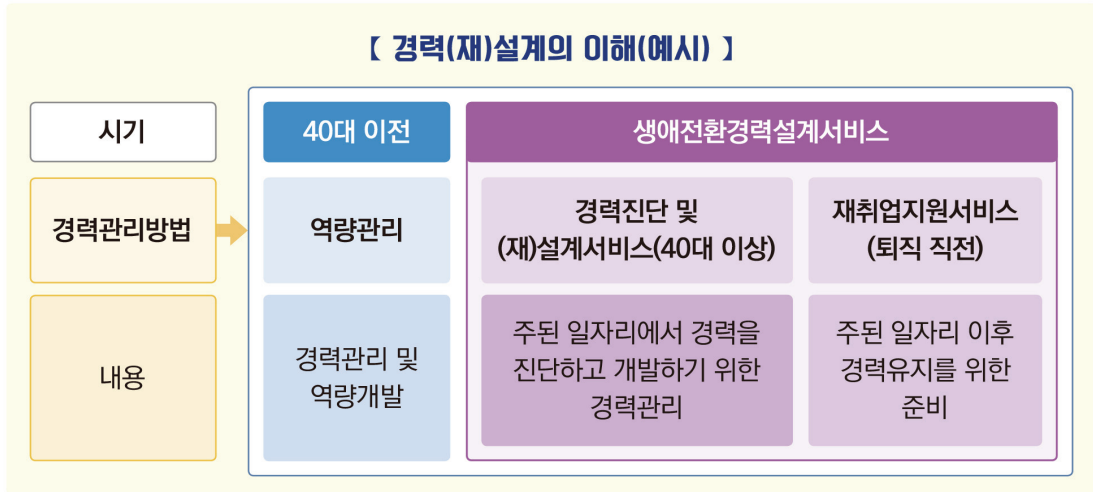 【 경력(재)설계의 이해(예시) 】
시기
40대 이전
생애전환경력설계서비스
경력관리방법
역량관리
경력진단 및
(재)설계서비스(40대 이상)
재취업지원서비스
(퇴직 직전)
내용
경력관리 및
역량개발
주된 일자리에서 경력을
진단하고 개발하기 위한
경력관리
주된 일자리 이후
경력유지를 위한
준비